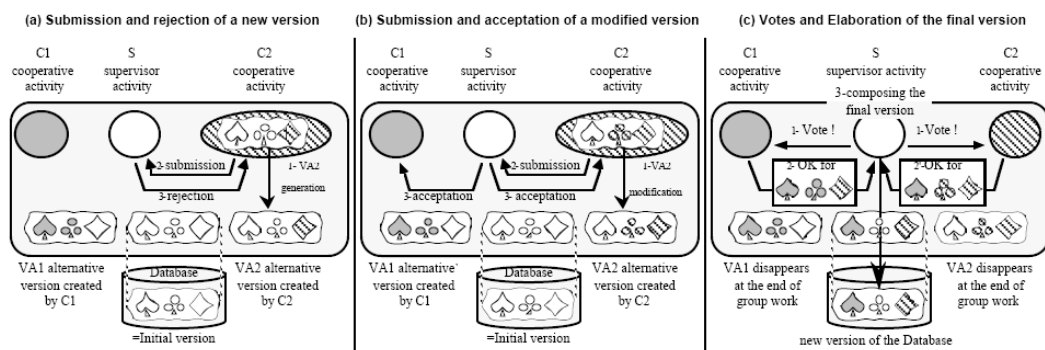 (a) Submission and rejection of a new version
C1
cooperative
activity
S
supervisor
activity
C2
cooperative
activity
2-submission
3-rejection
1- VA2
generation
VA1 alternative
version created
by C1
Database
VA2 alternative
version created
by C2
=Initial version
(b) Submission and acceptation of a modified version
C1
cooperative
activity
S
supervisor
activity
C2
cooperative
activity
2-submission
3-acceptation
3- acceptation
1-VA2
modification
VA1 alternative`
version created
by C1
Database
VA2 alternative
version created
by C2
=Initial version
(c) Votes and Elaboration of the final version
C1
cooperative
activity
S
supervisor activity
C2
cooperative
activity
3-composing the
final version
1- Vote !
1-Vote !
2- OK for
2'-OK for
VA1 disappears
at the end of
group work
VA2 disappears
at the end of
group work
new version of the Database